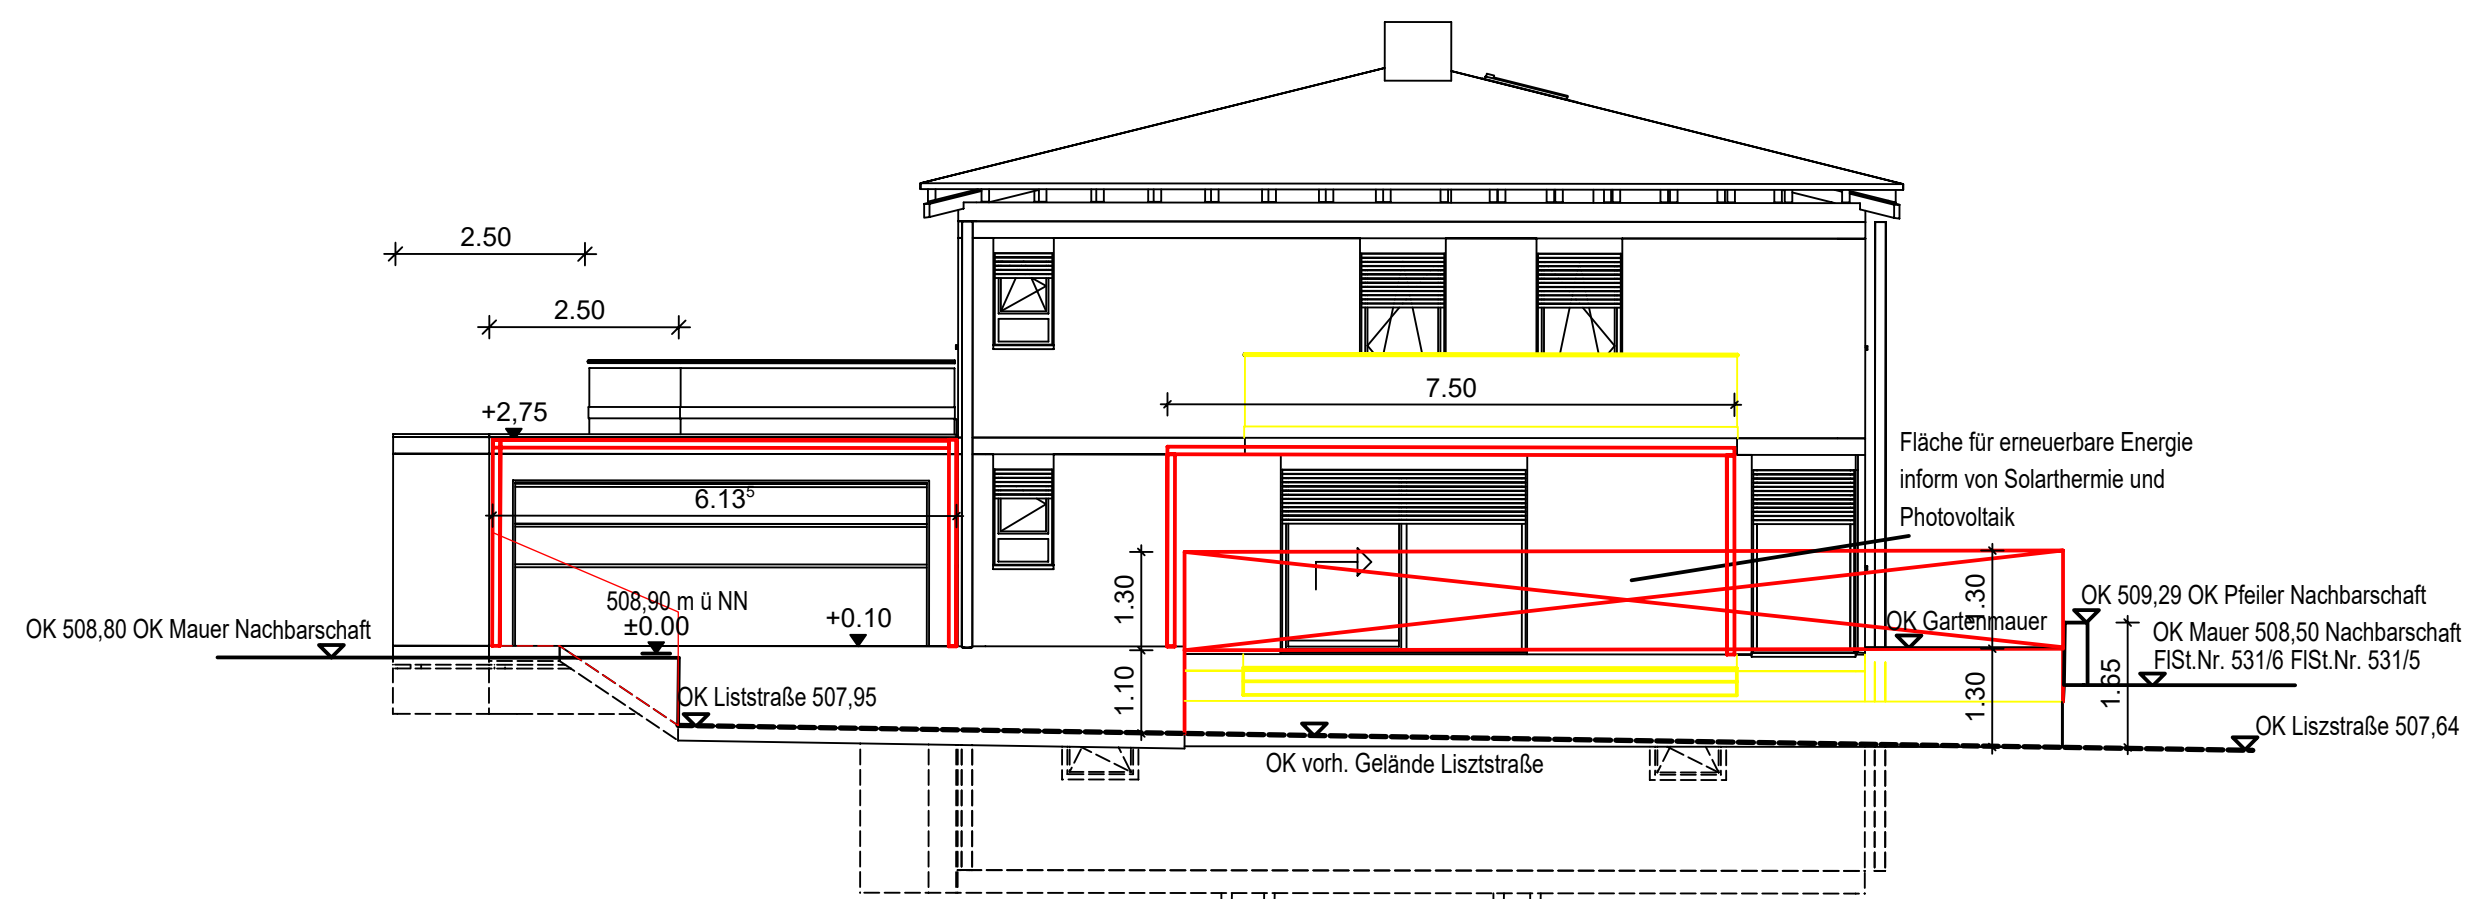 2.50
2.50
+2,75
7.50
Fläche für erneuerbare Energie
inform von Solarthermie und
Photovoltaik
6.13⁵
508,90 m ü NN
±0.00
+0.10
1.30
1.30
OK 508,80 OK Mauer Nachbarschaft
OK Gartenmauer
OK 509,29 OK Pfeiler Nachbarschaft
OK Mauer 508,50 Nachbarschaft
FlSt.Nr. 531/6 FlSt.Nr. 531/5
OK Liststraße 507,95
1.10
1.30
1.65
OK Liszstraße 507,64
OK vorh. Gelände Lisztstraße